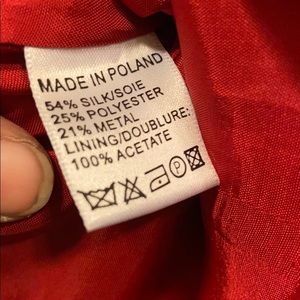 MADE IN POLAND
54% SILK/SOIE
25% POLYESTER
21% METAL
LINING/DOUBLURE:
100% ACETATE
P